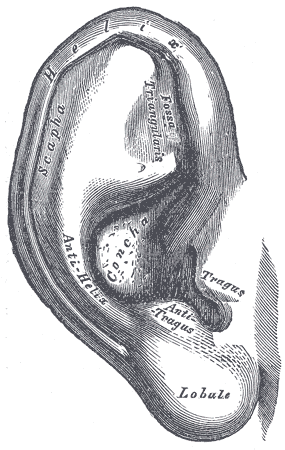 Helix
Scapha
Fossa
Triangularis
Concha
Anti-Helix
Tragus
Anti-
Tragus
Lobule